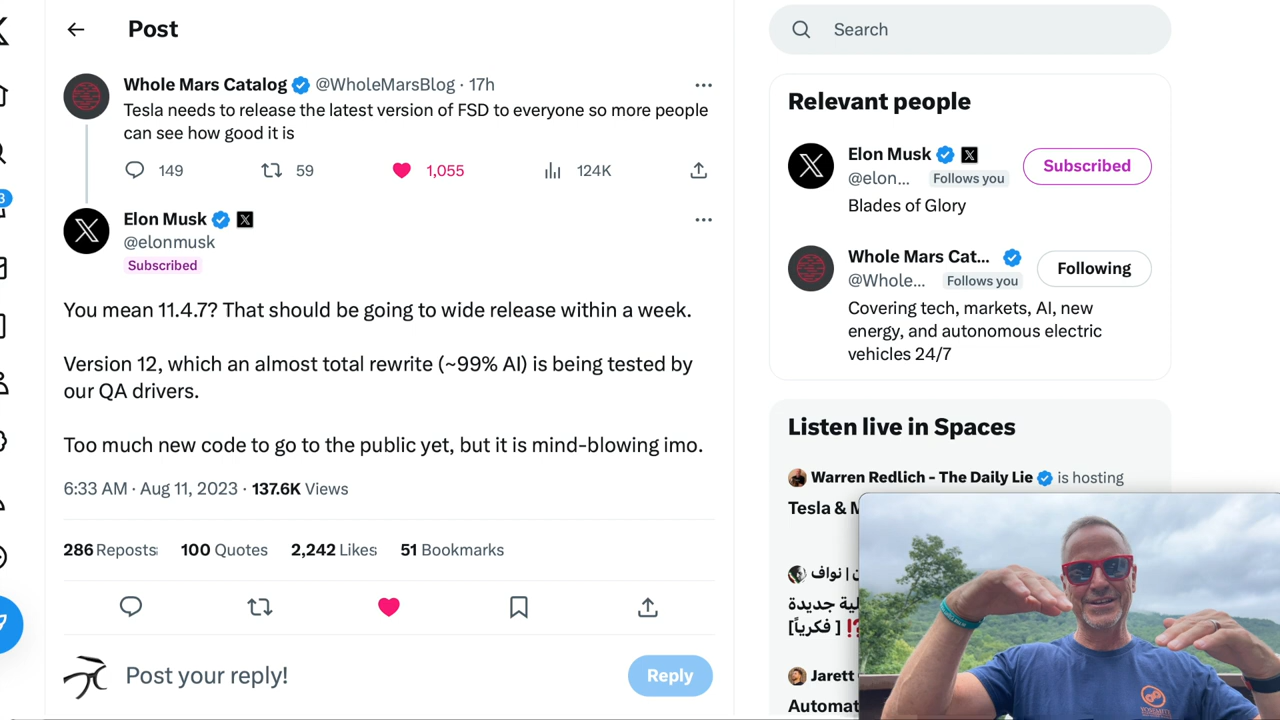 Post
Whole Mars Catalog @WholeMarsBlog · 17h
Tesla needs to release the latest version of FSD to everyone so more people
can see how good it is
149 59 1,055 124K
Elon Musk
@elonmusk
Subscribed
You mean 11.4.7? That should be going to wide release within a week.
Version 12, which an almost total rewrite (~99% AI) is being tested by
our QA drivers.
Too much new code to go to the public yet, but it is mind-blowing imo.
6:33 AM · Aug 11, 2023 · 137.6K Views
286 Reposts 100 Quotes 2,242 Likes 51 Bookmarks
Post your reply!
Reply
Search
Relevant people
Elon Musk
@elon... Follows you
Subscribed
Blades of Glory
Whole Mars Cat...
@Whole... Follows you
Following
Covering tech, markets, AI, new
energy, and autonomous electric
vehicles 24/7
Listen live in Spaces
Warren Redlich - The Daily Lie is hosting
Tesla & M
ن | نواف
لية جديدة
[ فكرياً ] ⁉️
Jarett
Automat